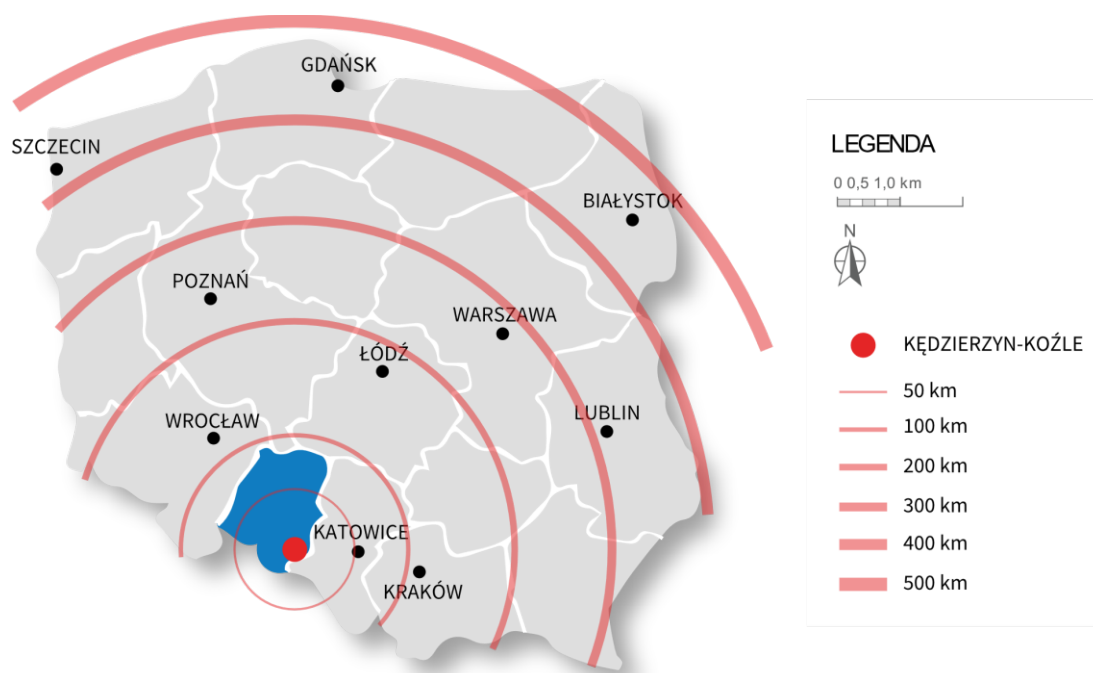 GDAŃSK
SZCZECIN
BIAŁYSTOK
POZNAŃ
WARSZAWA
ŁÓDŹ
WROCŁAW
LUBLIN
KATOWICE
KRAKÓW
LEGENDA
0 0,5 1,0 km
N
KĘDZIERZYN-KOŹLE
50 km
100 km
200 km
300 km
400 km
500 km